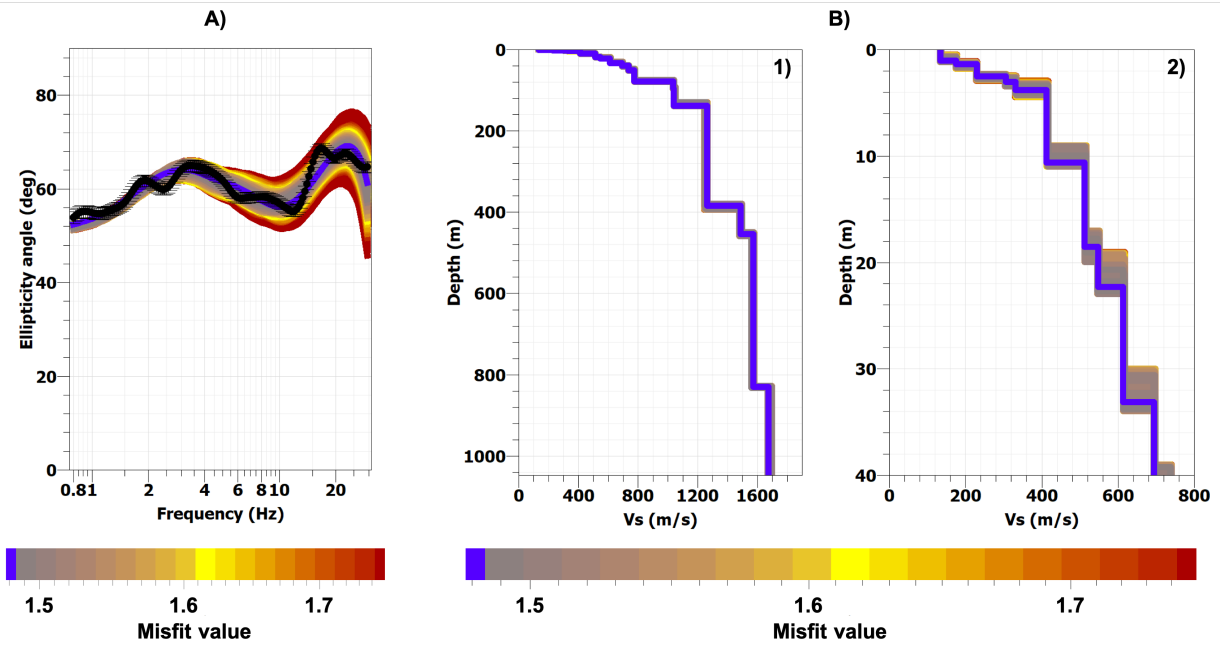 A)
B)
80
60
40
20
0
Ellipticity angle (deg)
0.81 2 4 6 8 10 20
Frequency (Hz)
1)
0
200
400
600
800
1000
Depth (m)
0 400 800 1200 1600
Vs (m/s)
2)
0
10
20
30
40
Depth (m)
0 200 400 600 800
Vs (m/s)
1.5 1.6 1.7
Misfit value
1.5 1.6 1.7
Misfit value